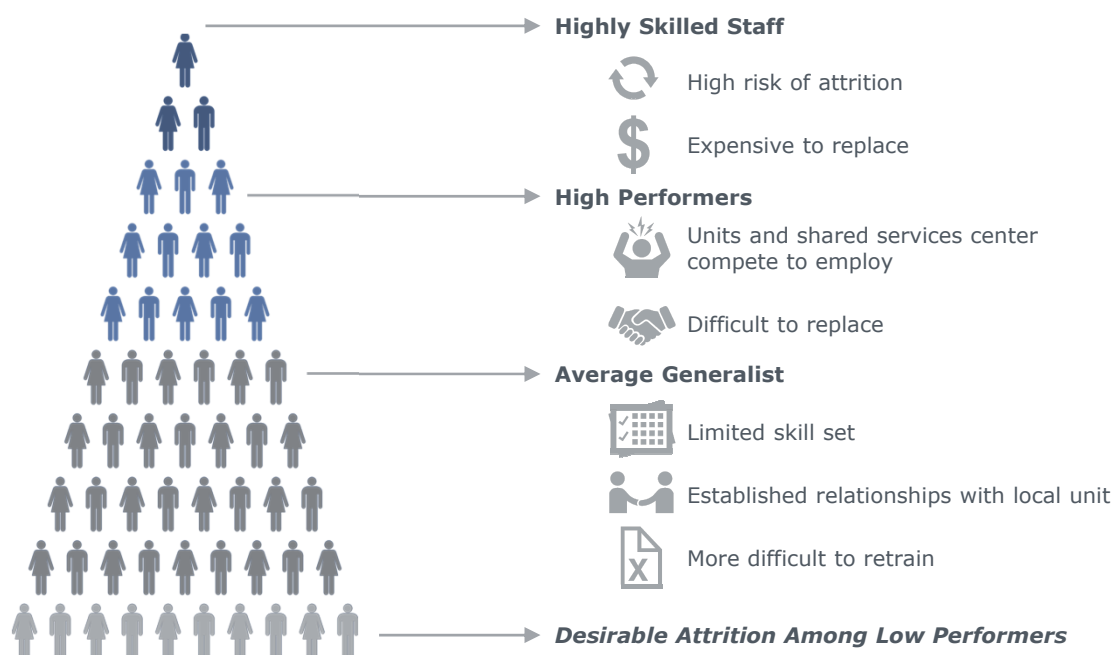 Highly Skilled Staff
High risk of attrition
$
Expensive to replace
High Performers
Units and shared services center
compete to employ
Difficult to replace
Average Generalist
Limited skill set
Established relationships with local unit
X
More difficult to retrain
Desirable Attrition Among Low Performers